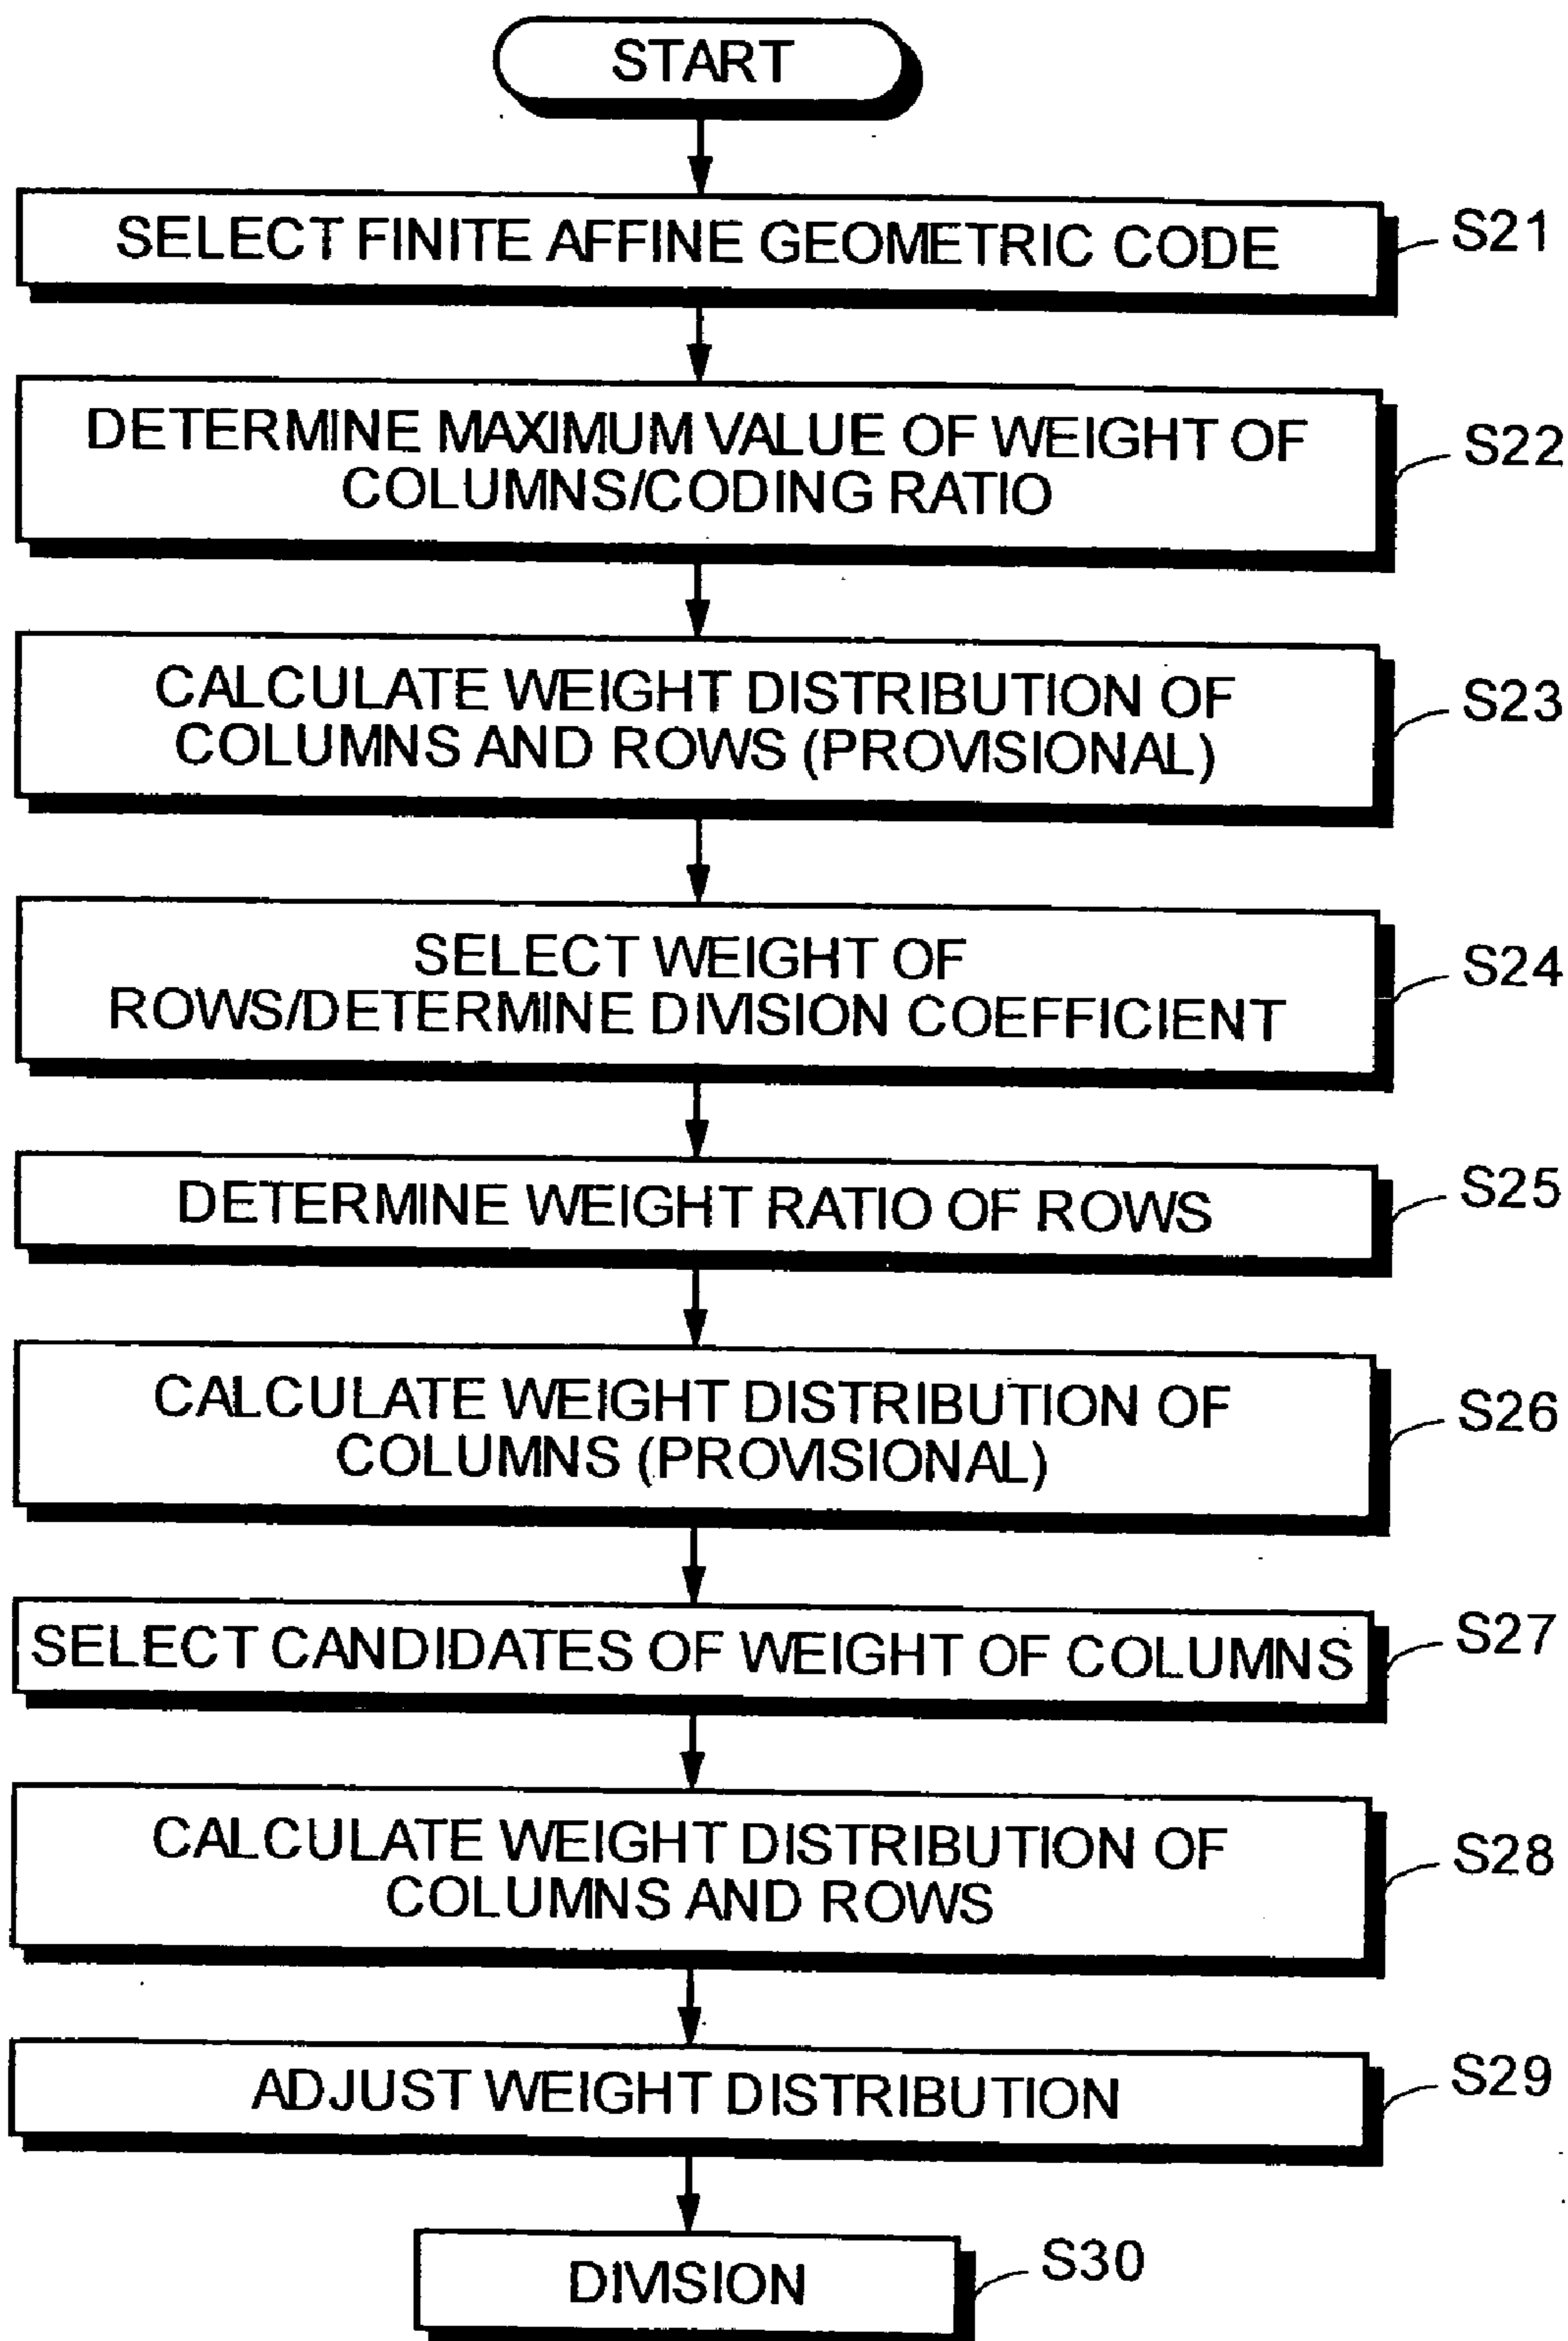 START
SELECT FINITE AFFINE GEOMETRIC CODE
S21
DETERMINE MAXIMUM VALUE OF WEIGHT OF
COLUMNS/CODING RATIO
S22
CALCULATE WEIGHT DISTRIBUTION OF
COLUMNS AND ROWS (PROVISIONAL)
S23
SELECT WEIGHT OF
ROWS/DETERMINE DIVISION COEFFICIENT
S24
DETERMINE WEIGHT RATIO OF ROWS
S25
CALCULATE WEIGHT DISTRIBUTION OF
COLUMNS (PROVISIONAL)
S26
SELECT CANDIDATES OF WEIGHT OF COLUMNS
S27
CALCULATE WEIGHT DISTRIBUTION OF
COLUMNS AND ROWS
S28
ADJUST WEIGHT DISTRIBUTION
S29
DIVISION
S30